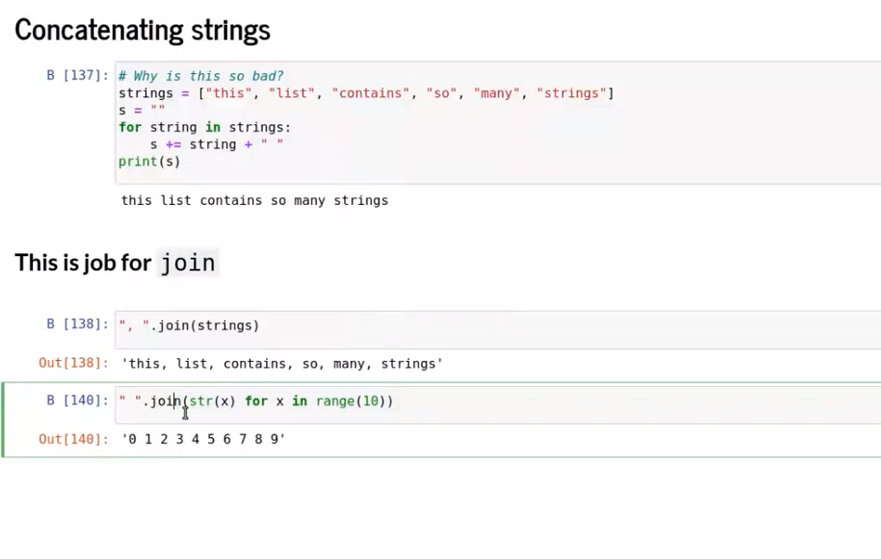 Concatenating strings
B [137]: # Why is this so bad?
strings = ["this", "list", "contains", "so", "many", "strings"]
s = ""
for string in strings:
    s += string + " "
print(s)
this list contains so many strings
This is job for join
B [138]: ", ".join(strings)
Out[138]: 'this, list, contains, so, many, strings'
B [140]: " ".join(str(x) for x in range(10))
Out[140]: '0 1 2 3 4 5 6 7 8 9'